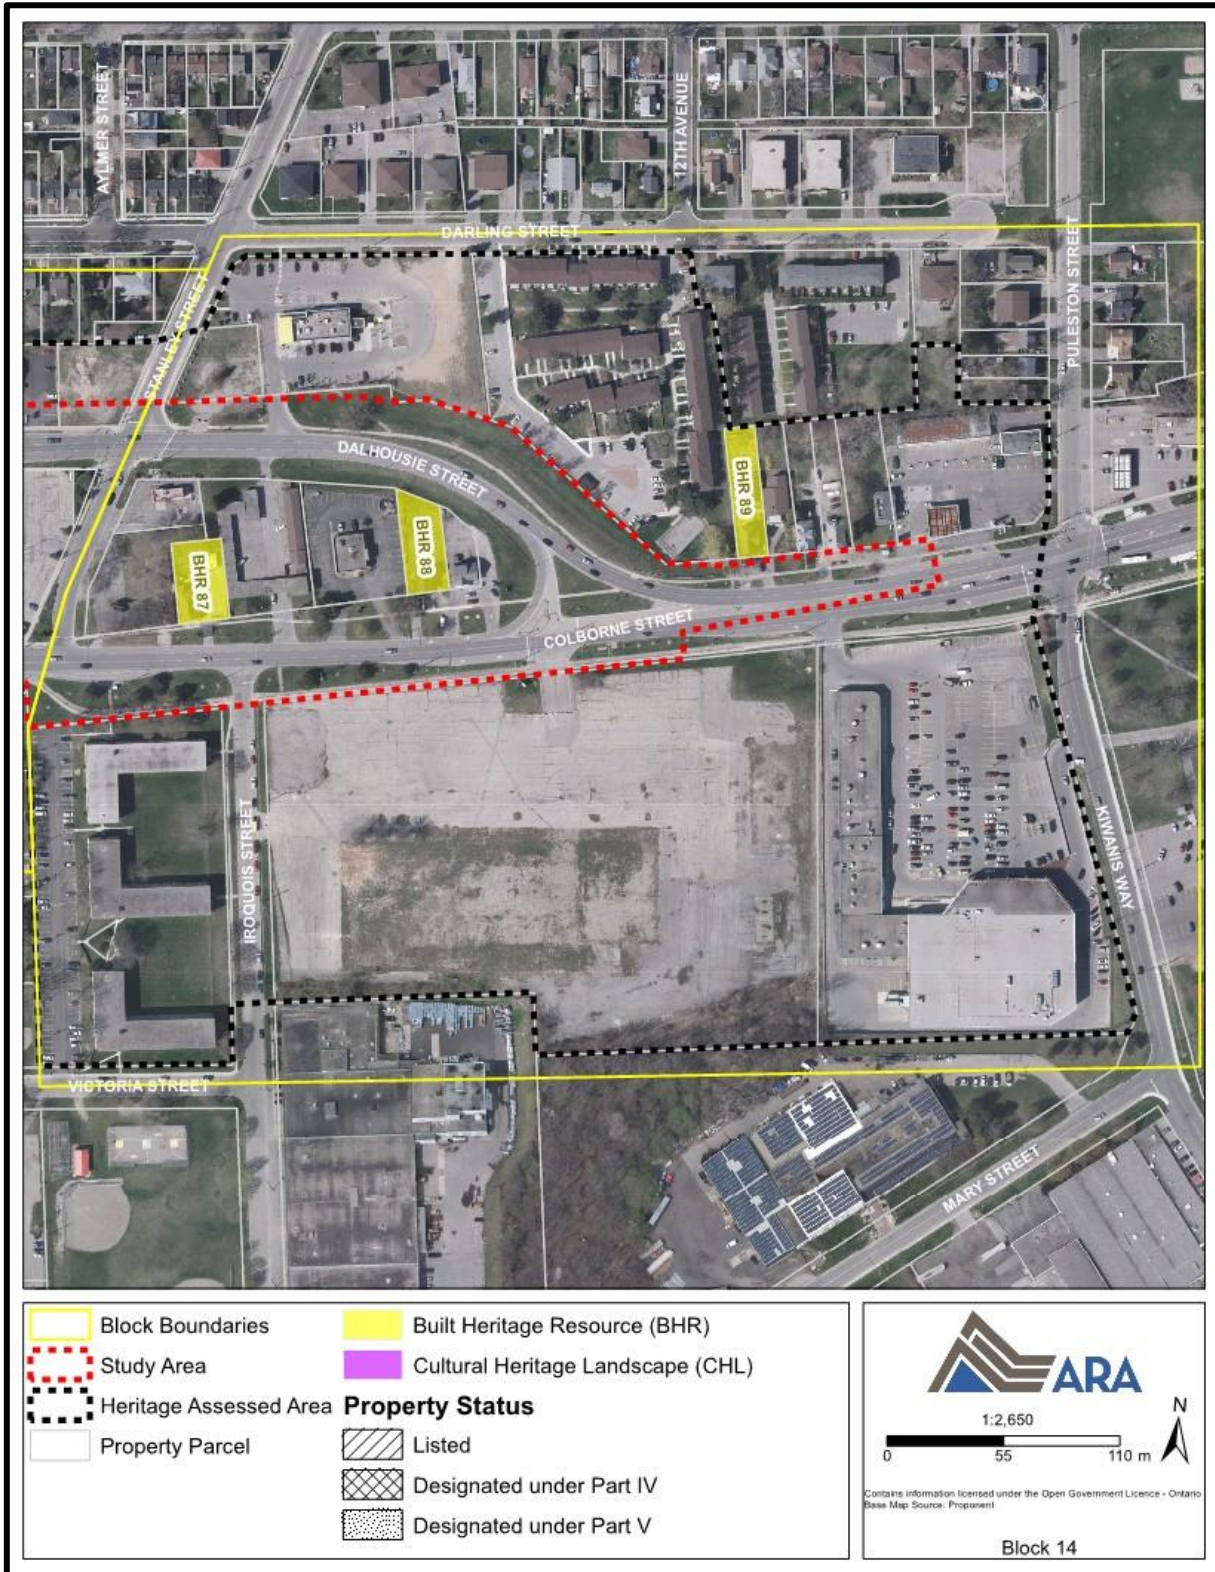 AYLMER STREET
12TH AVENUE
DARLING STREET
PULESTON STREET
STANLEY STREET
DALHOUSIE STREET
BHR 89
BHR 88
BHR 87
COLBORNE STREET
IROQUOIS STREET
KIWANIS WAY
VICTORIA STREET
MARY STREET
Block Boundaries
Study Area
Heritage Assessed Area
Property Parcel
Built Heritage Resource (BHR)
Cultural Heritage Landscape (CHL)
Property Status
Listed
Designated under Part IV
Designated under Part V
ARA
N
1:2,650
0 55 110 m
Contains information licensed under the Open Government Licence - Ontario
Base Map Source: Proponent
Block 14